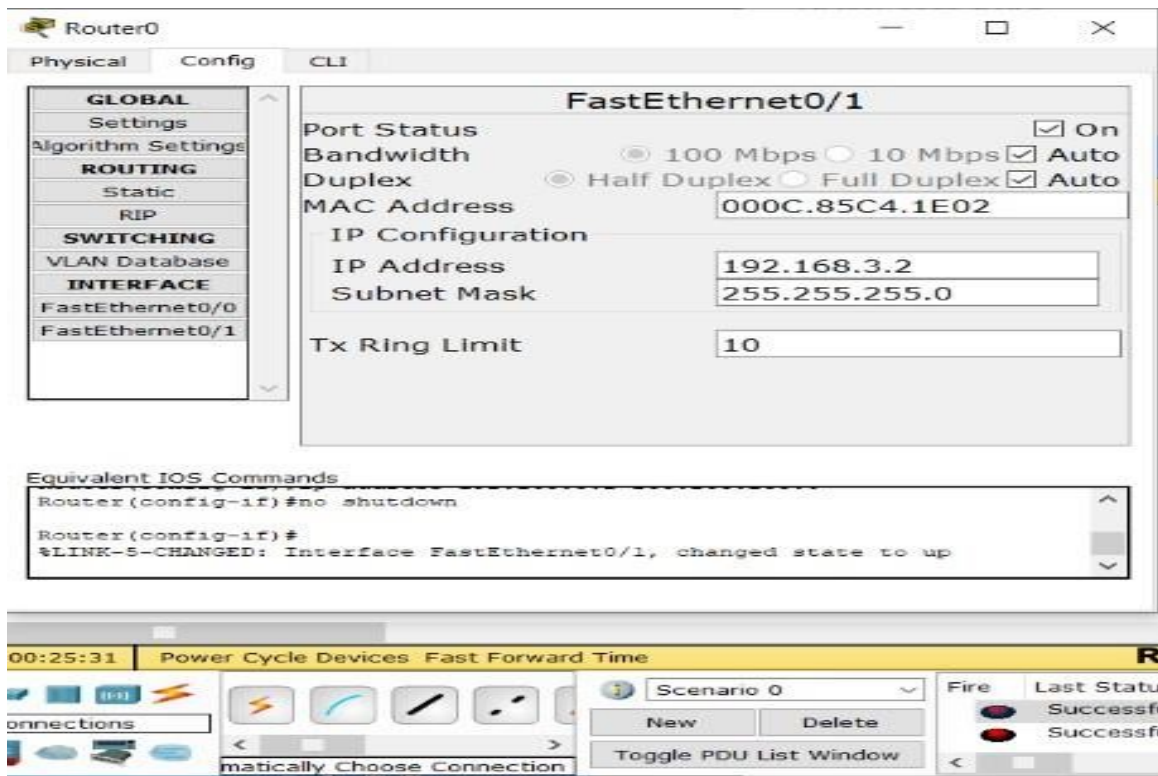 Router0
Physical Config CLI
GLOBAL
Settings
Algorithm Settings
ROUTING
Static
RIP
SWITCHING
VLAN Database
INTERFACE
FastEthernet0/0
FastEthernet0/1
FastEthernet0/1
Port Status On
Bandwidth 100 Mbps 10 Mbps Auto
Duplex Half Duplex Full Duplex Auto
MAC Address 000C.85C4.1E02
IP Configuration
IP Address 192.168.3.2
Subnet Mask 255.255.255.0
Tx Ring Limit 10
Equivalent IOS Commands
Router(config-if)#no shutdown
Router(config-if)#
%LINK-5-CHANGED: Interface FastEthernet0/1, changed state to up
00:25:31 Power Cycle Devices Fast Forward Time R
onnections
matically Choose Connection
Scenario 0
New Delete
Toggle PDU List Window
Fire Last Statu
Successf
Successf